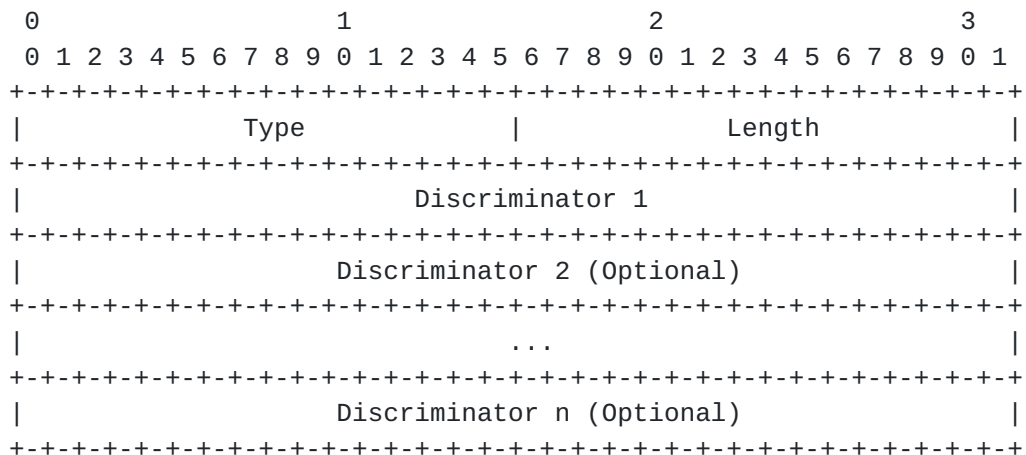 0                   1                   2                   3
 0 1 2 3 4 5 6 7 8 9 0 1 2 3 4 5 6 7 8 9 0 1 2 3 4 5 6 7 8 9 0 1
+-+-+-+-+-+-+-+-+-+-+-+-+-+-+-+-+-+-+-+-+-+-+-+-+-+-+-+-+-+-+-+-+
|              Type             |             Length            |
+-+-+-+-+-+-+-+-+-+-+-+-+-+-+-+-+-+-+-+-+-+-+-+-+-+-+-+-+-+-+-+-+
|                         Discriminator 1                       |
+-+-+-+-+-+-+-+-+-+-+-+-+-+-+-+-+-+-+-+-+-+-+-+-+-+-+-+-+-+-+-+-+
|                    Discriminator 2 (Optional)                 |
+-+-+-+-+-+-+-+-+-+-+-+-+-+-+-+-+-+-+-+-+-+-+-+-+-+-+-+-+-+-+-+-+
|                               ...                             |
+-+-+-+-+-+-+-+-+-+-+-+-+-+-+-+-+-+-+-+-+-+-+-+-+-+-+-+-+-+-+-+-+
|                    Discriminator n (Optional)                 |
+-+-+-+-+-+-+-+-+-+-+-+-+-+-+-+-+-+-+-+-+-+-+-+-+-+-+-+-+-+-+-+-+